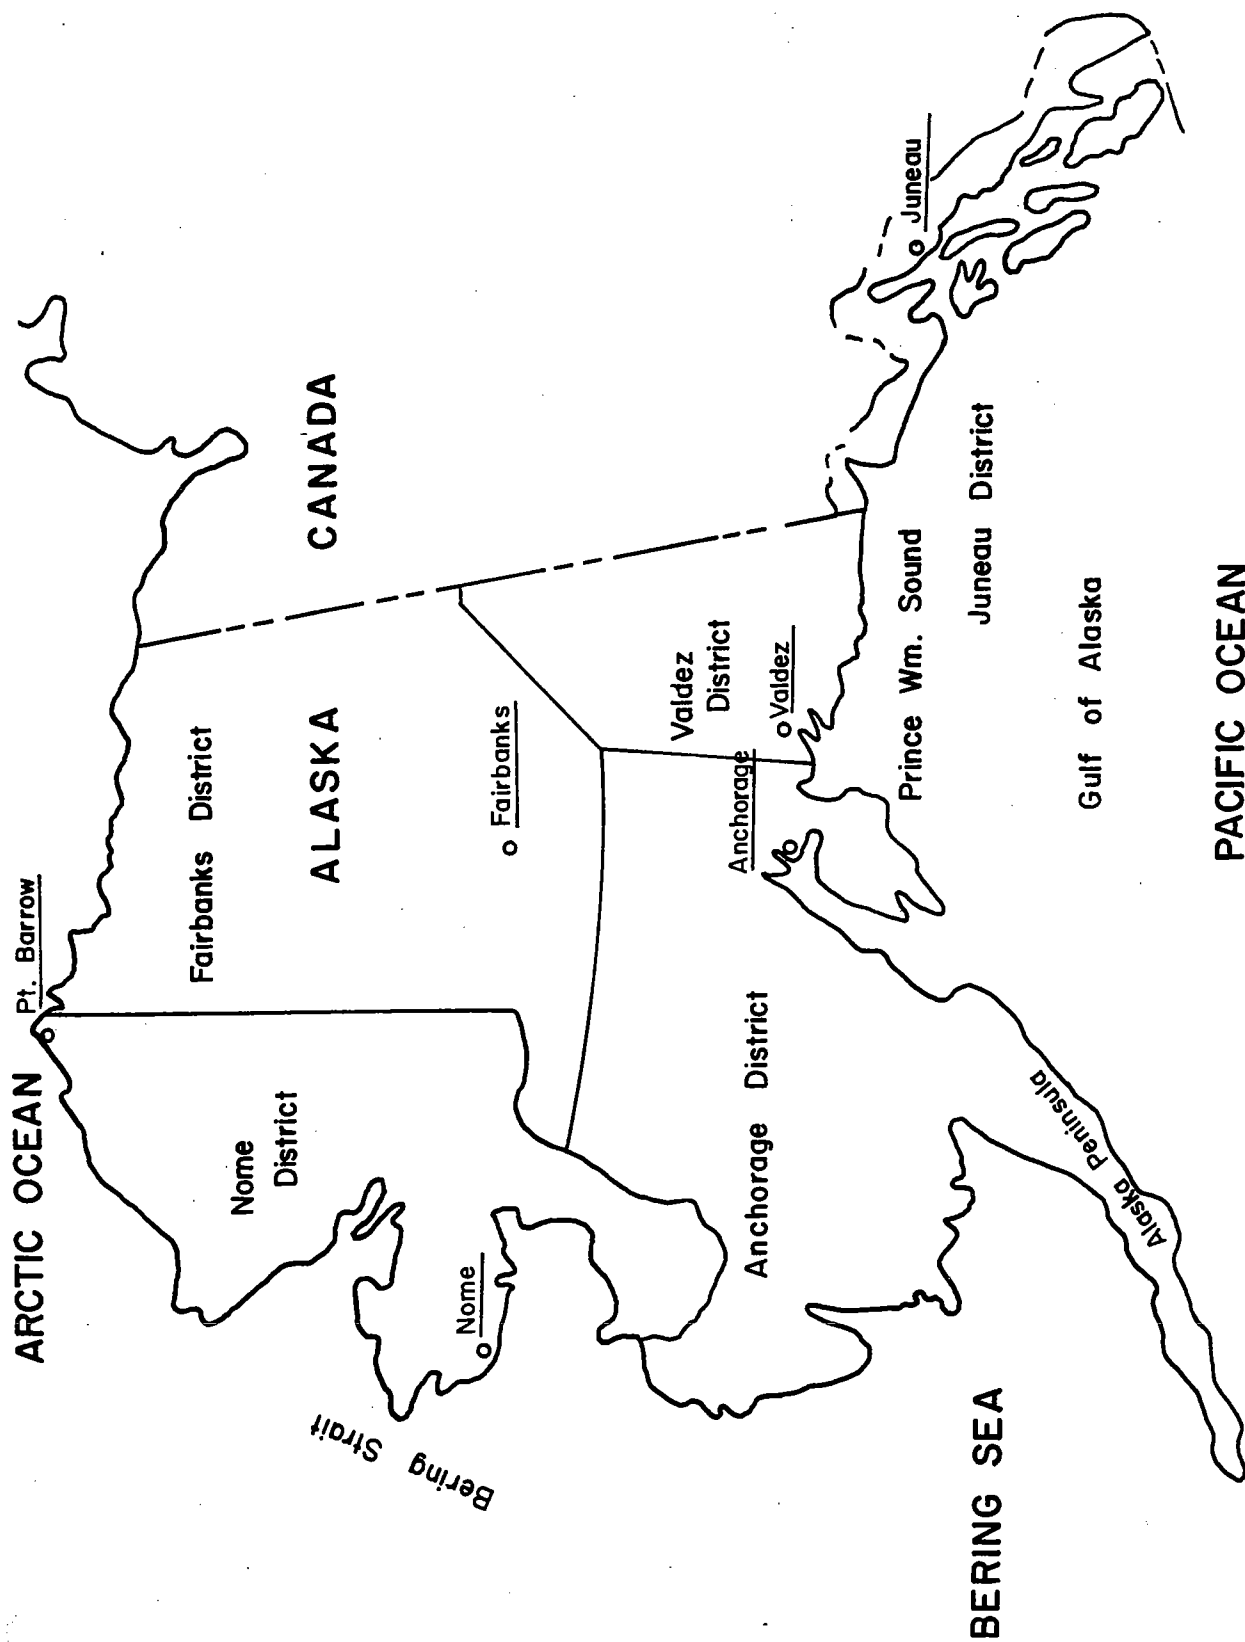 ARCTIC OCEAN
Pt. Barrow
Nome
District
Fairbanks District
ALASKA
CANADA
Bering Strait
Nome
Fairbanks
Anchorage District
Anchorage
Valdez
District
Valdez
Juneau
Prince Wm. Sound
Juneau District
BERING SEA
Alaska Peninsula
Gulf of Alaska
PACIFIC OCEAN